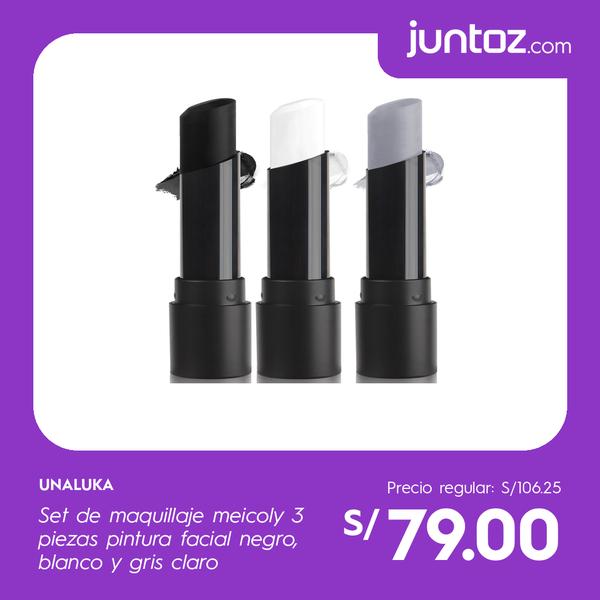 juntoz.com
UNALUKA
Set de maquillaje meicoly 3
piezas pintura facial negro,
blanco y gris claro
Precio regular: S/106.25
S/79.00